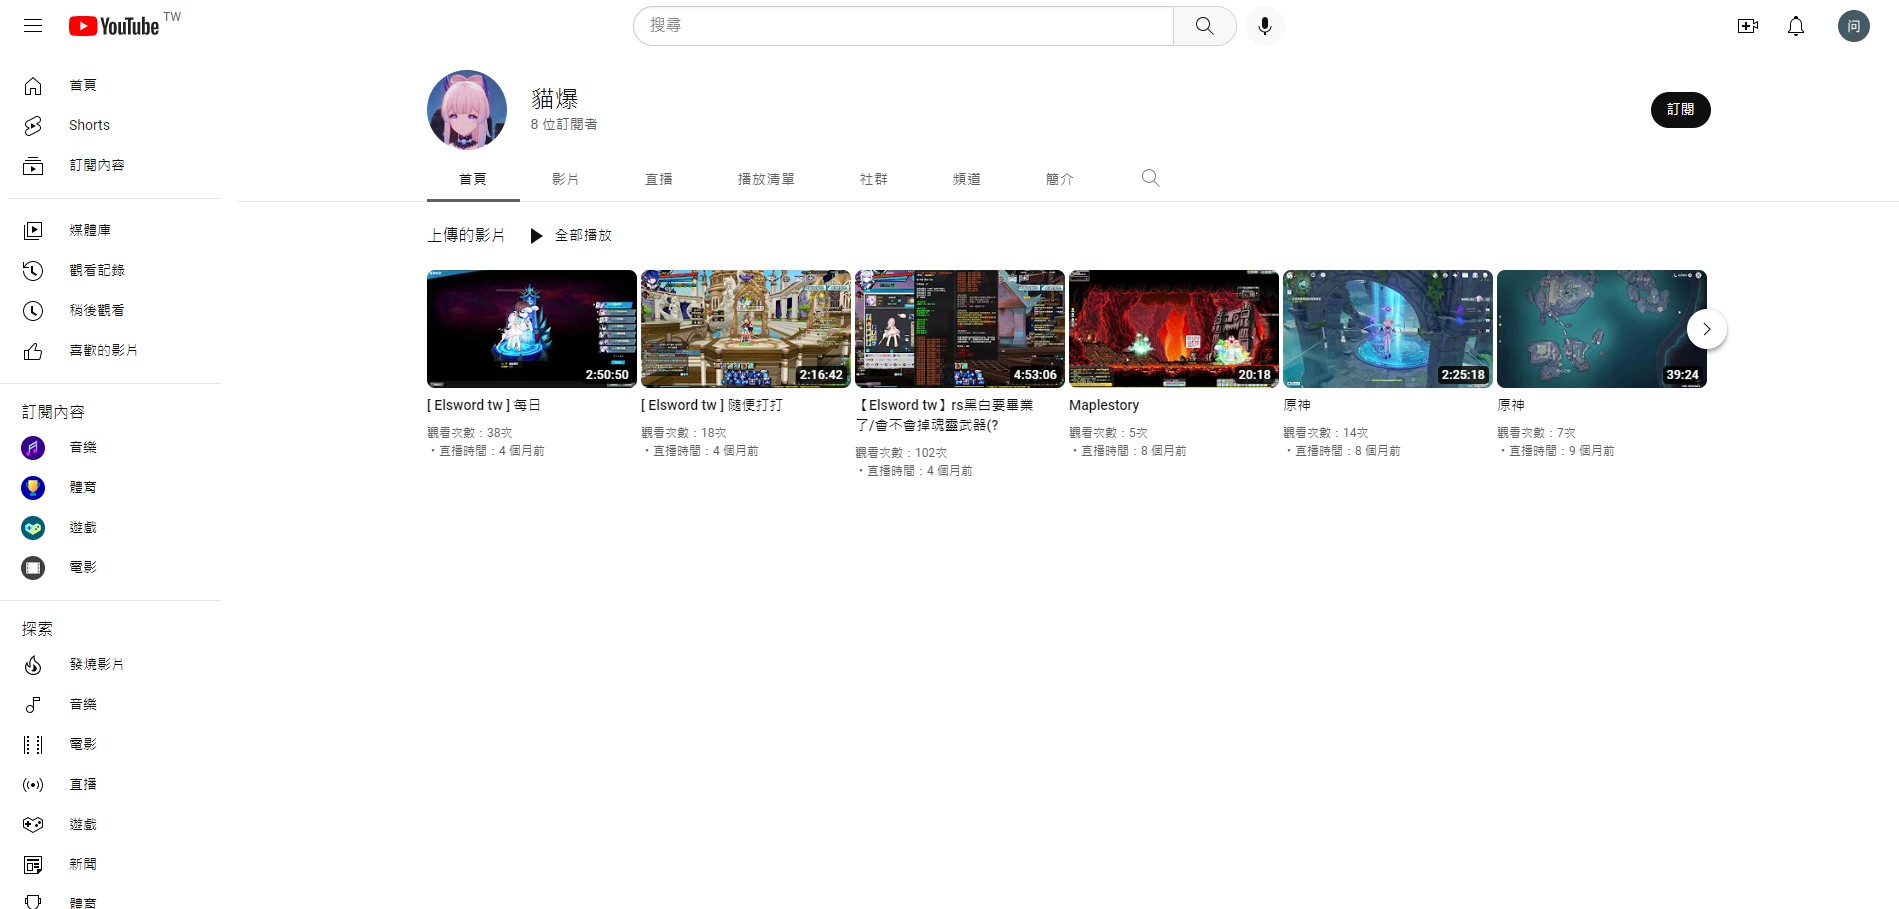 YouTube TW
搜尋
问
首頁
Shorts
訂閱內容
媒體庫
觀看記錄
稍後觀看
喜歡的影片
訂閱內容
音樂
體育
遊戲
電影
探索
發燒影片
音樂
電影
直播
遊戲
新聞
體育
貓爆
8 位訂閱者
訂閱
首頁 影片 直播 播放清單 社群 頻道 簡介
上傳的影片 全部播放
2:50:50
[ Elsword tw ] 每日
觀看次數：38次
・直播時間：4 個月前
2:16:42
[ Elsword tw ] 隨便打打
觀看次數：18次
・直播時間：4 個月前
4:53:06
【Elsword tw】rs黑白要畢業
了/會不會掉魂靈武器(?
觀看次數：102次
・直播時間：4 個月前
20:18
Maplestory
觀看次數：5次
・直播時間：8 個月前
2:25:18
原神
觀看次數：14次
・直播時間：8 個月前
39:24
原神
觀看次數：7次
・直播時間：9 個月前